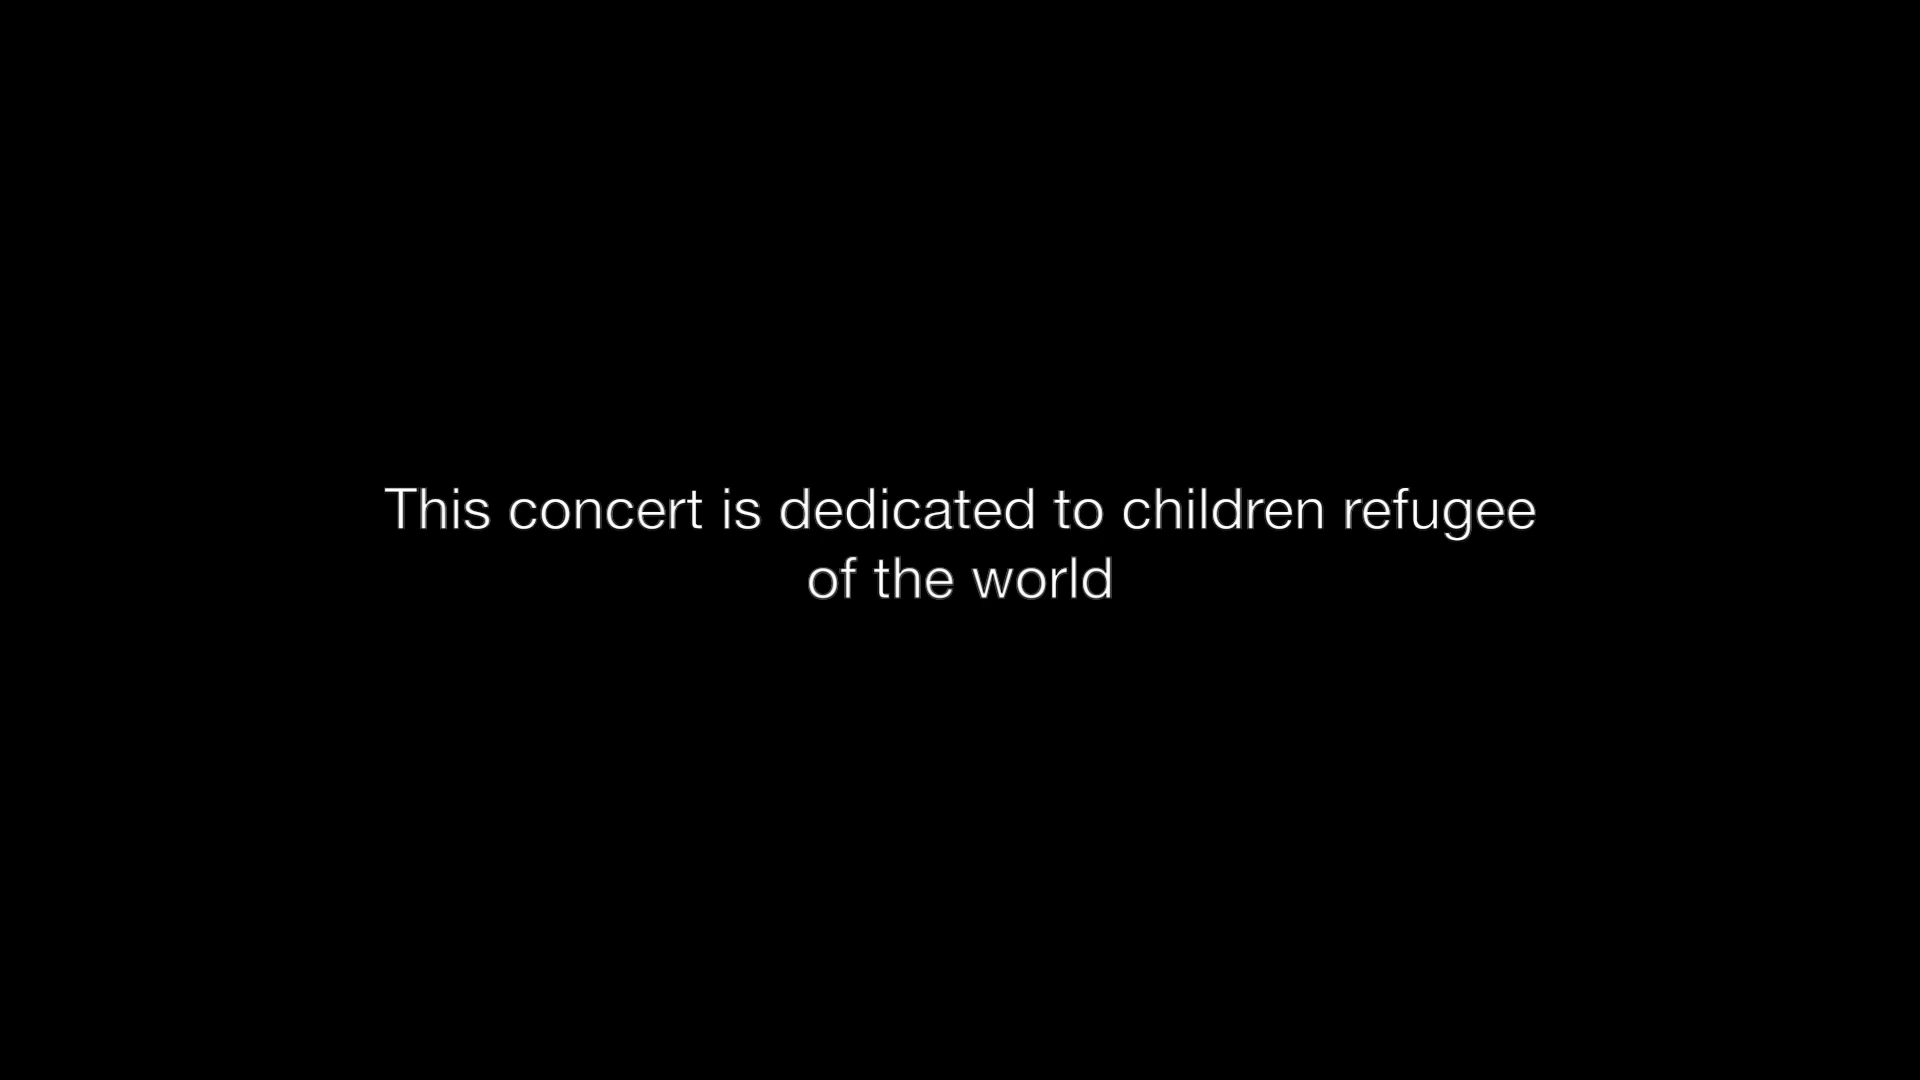 This concert is dedicated to children refugee
of the world